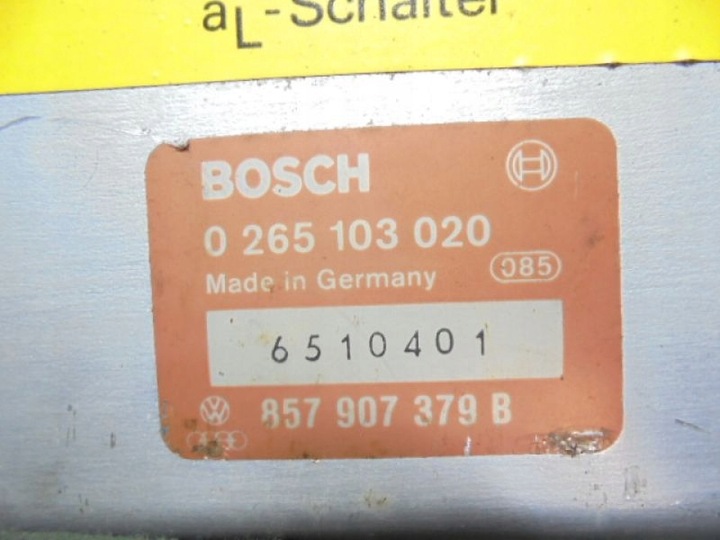 aL-Schalter
BOSCH
0 265 103 020
Made in Germany
085
6510401
857 907 379 B